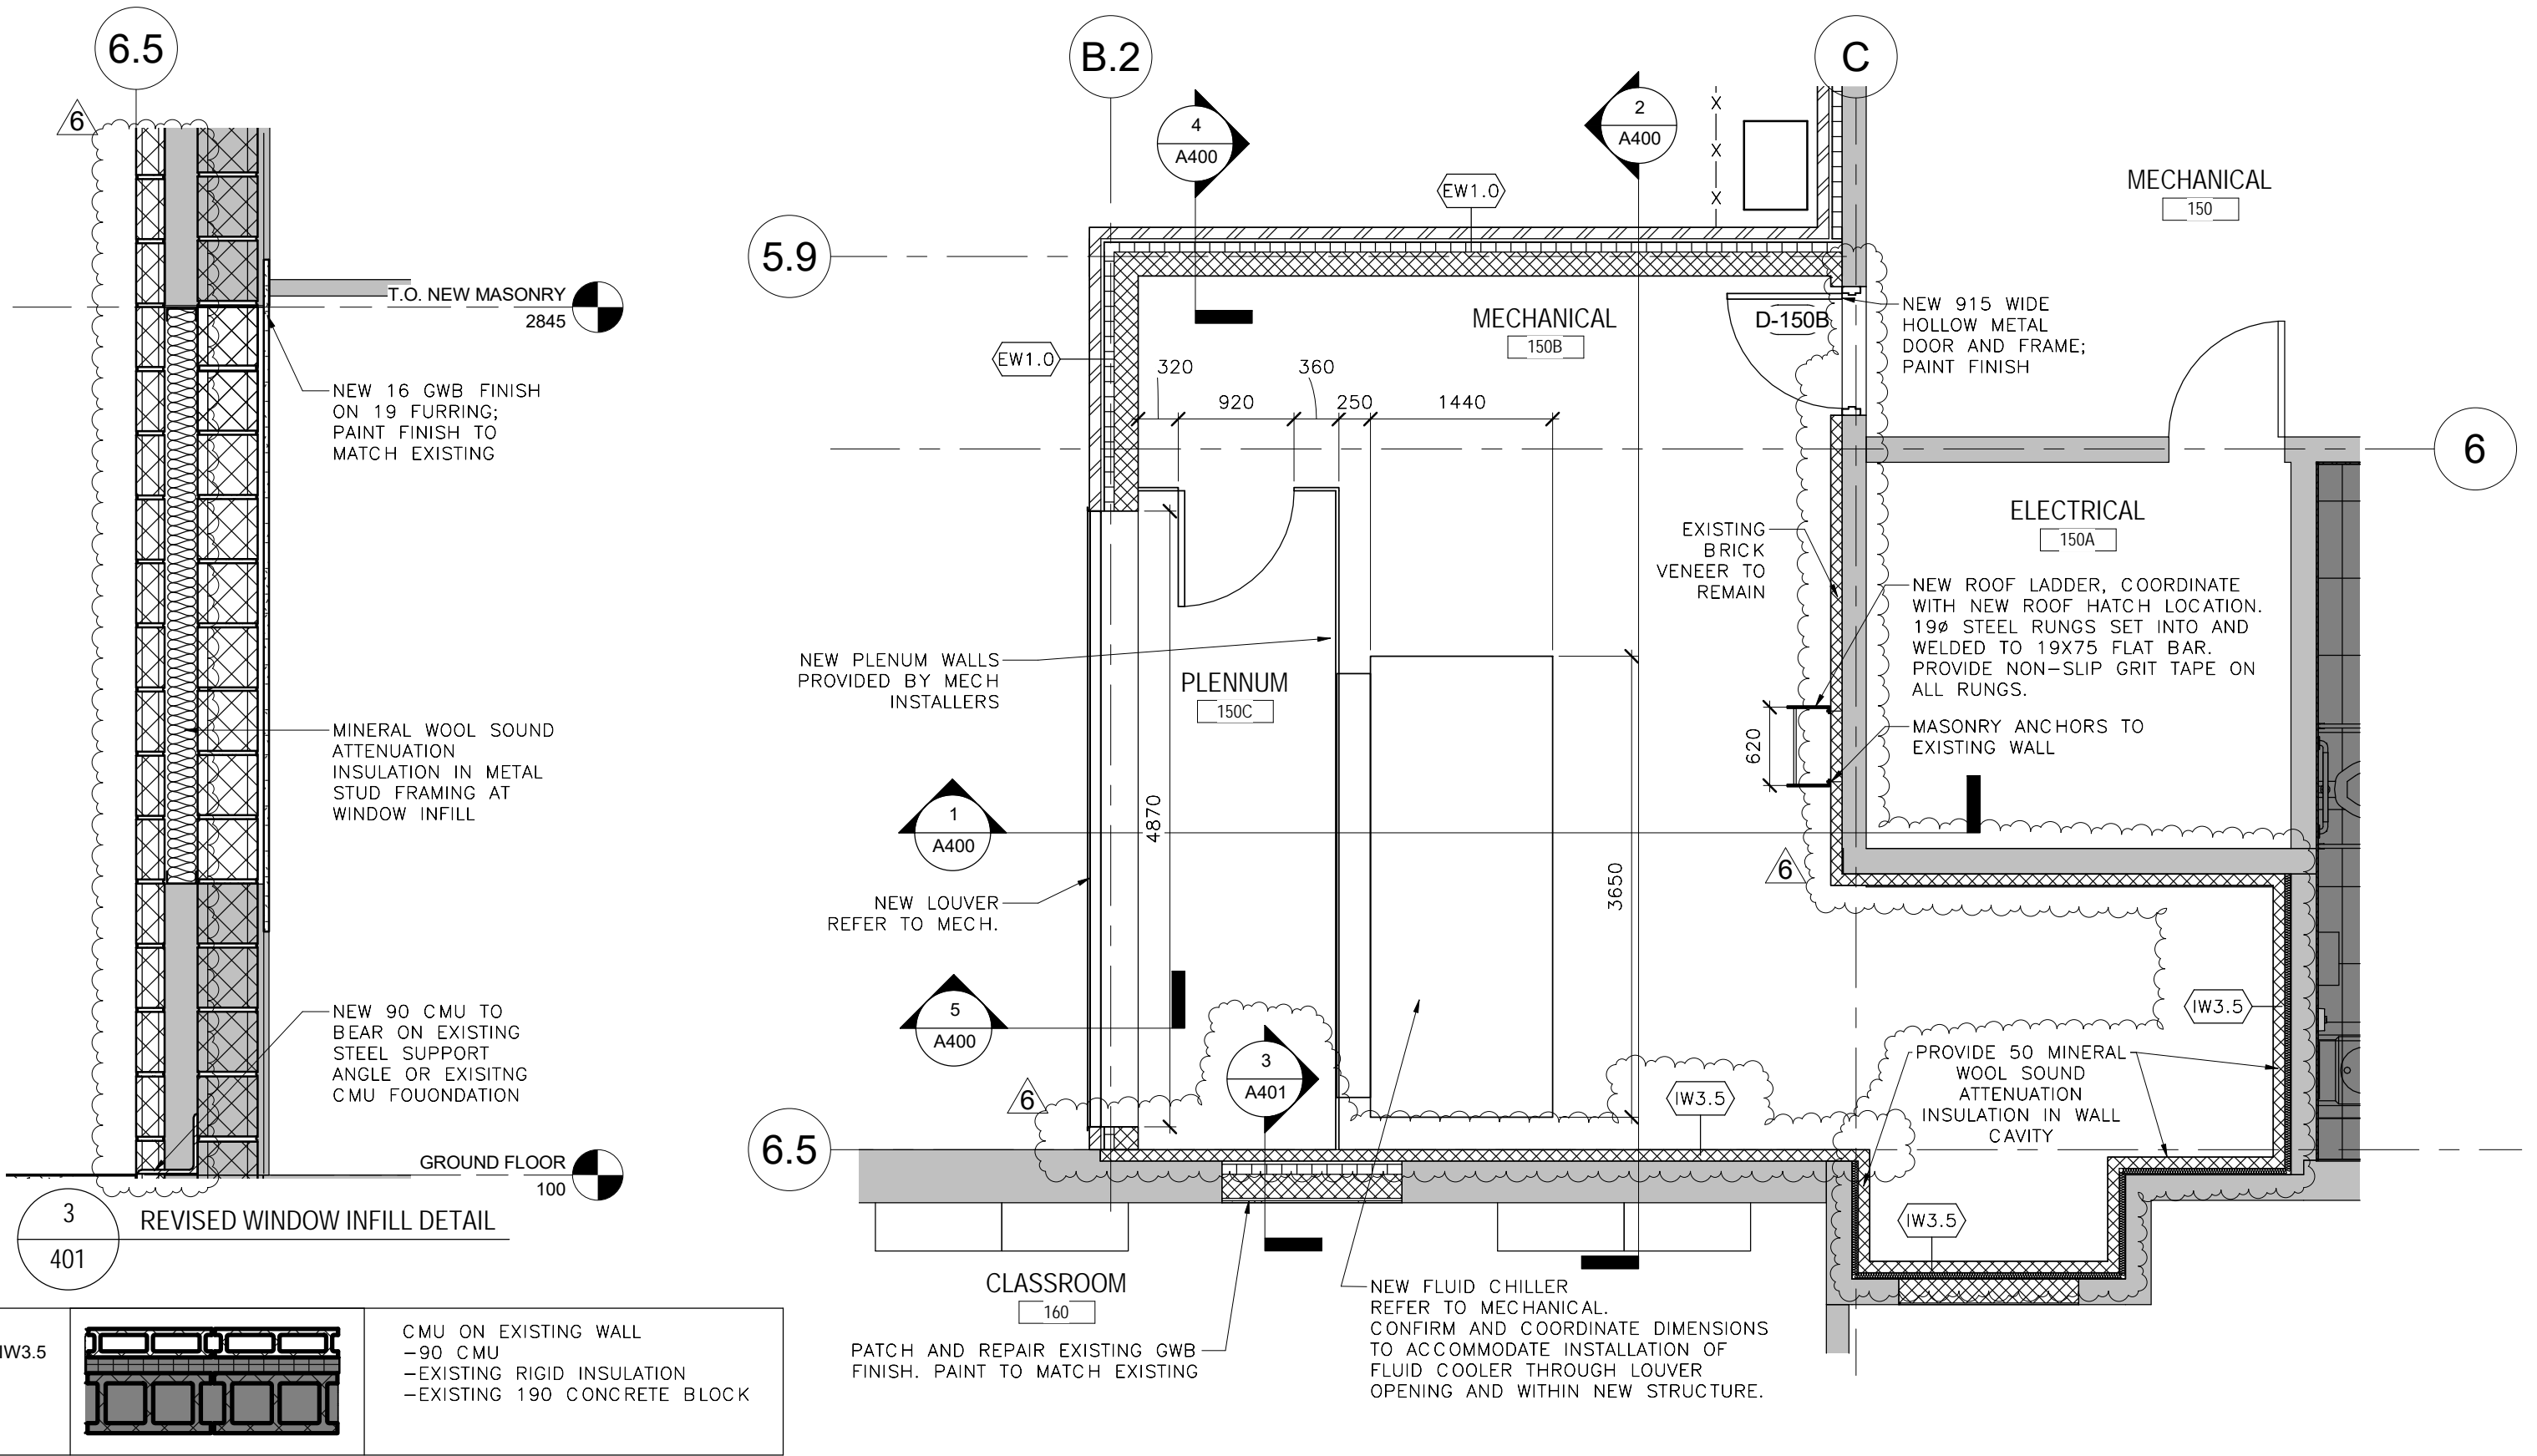 6.5
6
T.O. NEW MASONRY
2845
NEW 16 GWB FINISH
ON 19 FURRING;
PAINT FINISH TO
MATCH EXISTING
MINERAL WOOL SOUND
ATTENUATION
INSULATION IN METAL
STUD FRAMING AT
WINDOW INFILL
NEW 90 CMU TO
BEAR ON EXISTING
STEEL SUPPORT
ANGLE OR EXISITNG
CMU FOUONDATION
GROUND FLOOR
100
3
401
REVISED WINDOW INFILL DETAIL
IW3.5
CMU ON EXISTING WALL
-90 CMU
-EXISTING RIGID INSULATION
-EXISTING 190 CONCRETE BLOCK
B.2
C
4
A400
2
A400
X
X
X
EW1.0
MECHANICAL
150
5.9
MECHANICAL
150B
D-150B
NEW 915 WIDE
HOLLOW METAL
DOOR AND FRAME;
PAINT FINISH
EW1.0
320
360
920
250
1440
6
EXISTING
BRICK
VENEER TO
REMAIN
ELECTRICAL
150A
NEW ROOF LADDER, COORDINATE
WITH NEW ROOF HATCH LOCATION.
19ø STEEL RUNGS SET INTO AND
WELDED TO 19X75 FLAT BAR.
PROVIDE NON-SLIP GRIT TAPE ON
ALL RUNGS.
NEW PLENUM WALLS
PROVIDED BY MECH
INSTALLERS
PLENNUM
150C
620
MASONRY ANCHORS TO
EXISTING WALL
1
A400
4870
3650
6
NEW LOUVER
REFER TO MECH.
5
A400
IW3.5
3
A401
6
IW3.5
PROVIDE 50 MINERAL
WOOL SOUND
ATTENUATION
INSULATION IN WALL
CAVITY
6.5
IW3.5
CLASSROOM
160
PATCH AND REPAIR EXISTING GWB
FINISH. PAINT TO MATCH EXISTING
NEW FLUID CHILLER
REFER TO MECHANICAL.
CONFIRM AND COORDINATE DIMENSIONS
TO ACCOMMODATE INSTALLATION OF
FLUID COOLER THROUGH LOUVER
OPENING AND WITHIN NEW STRUCTURE.